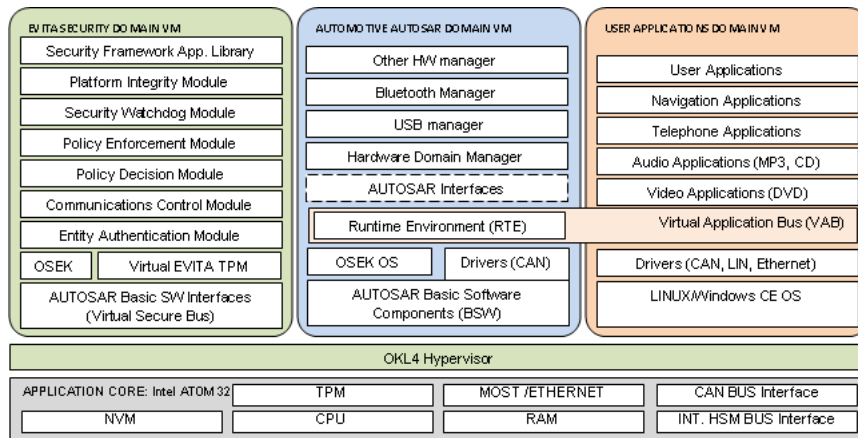 EVITA SECURITY DOMAIN VM
Security Framework App. Library
Platform Integrity Module
Security Watchdog Module
Policy Enforcement Module
Policy Decision Module
Communications Control Module
Entity Authentication Module
OSEK
Virtual EVITA TPM
AUTOSAR Basic SW Interfaces
(Virtual Secure Bus)
AUTOMOTIVE AUTOSAR DOMAIN VM
Other HW manager
Bluetooth Manager
USB manager
Hardware Domain Manager
AUTOSAR Interfaces
Runtime Environment (RTE)
OSEK OS
Drivers (CAN)
AUTOSAR Basic Software
Components (BSW)
USER APPLICATIONS DOMAIN VM
User Applications
Navigation Applications
Telephone Applications
Audio Applications (MP3, CD)
Video Applications (DVD)
Virtual Application Bus (VAB)
Drivers (CAN, LIN, Ethernet)
LINUX/Windows CE OS
OKL4 Hypervisor
APPLICATION CORE: Intel ATOM 32
TPM
MOST /ETHERNET
CAN BUS Interface
NVM
CPU
RAM
INT. HSM BUS Interface